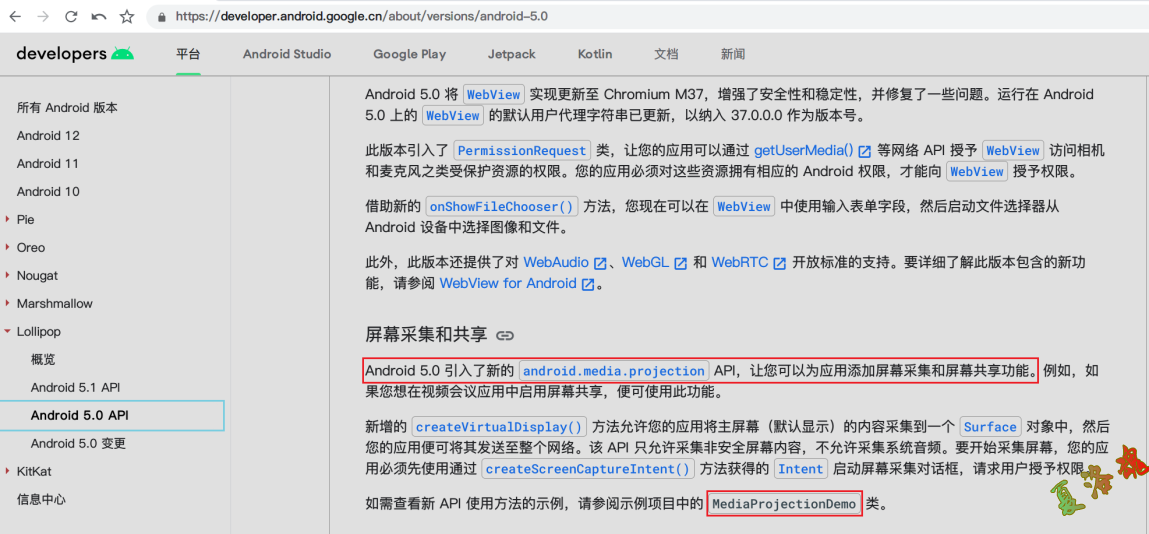 https://developer.android.google.cn/about/versions/android-5.0
developers 平台 Android Studio Google Play Jetpack Kotlin 文档 新闻
所有 Android 版本
Android 12
Android 11
Android 10
Pie
Oreo
Nougat
Marshmallow
Lollipop
概览
Android 5.1 API
Android 5.0 API
Android 5.0 变更
KitKat
信息中心
Android 5.0 将 WebView 实现更新至 Chromium M37，增强了安全性和稳定性，并修复了一些问题。运行在 Android
5.0 上的 WebView 的默认用户代理字符串已更新，以纳入 37.0.0.0 作为版本号。
此版本引入了 PermissionRequest 类，让您的应用可以通过 getUserMedia() 等网络 API 授予 WebView 访问相机
和麦克风之类受保护资源的权限。您的应用必须对这些资源拥有相应的 Android 权限，才能向 WebView 授予权限。
借助新的 onShowFileChooser() 方法，您现在可以在 WebView 中使用输入表单字段，然后启动文件选择器从
Android 设备中选择图像和文件。
此外，此版本还提供了对 WebAudio、WebGL 和 WebRTC 开放标准的支持。要详细了解此版本包含的新功
能，请参阅 WebView for Android。
屏幕采集和共享
Android 5.0 引入了新的 android.media.projection API，让您可以为应用添加屏幕采集和屏幕共享功能。例如，如
果您想在视频会议应用中启用屏幕共享，便可使用此功能。
新增的 createVirtualDisplay() 方法允许您的应用将主屏幕（默认显示）的内容采集到一个 Surface 对象中，然后
您的应用便可将其发送至整个网络。该 API 只允许采集非安全屏幕内容，不允许采集系统音频。要开始采集屏幕，您的应
用必须先使用通过 createScreenCaptureIntent() 方法获得的 Intent 启动屏幕采集对话框，请求用户授予权限。
如需查看新 API 使用方法的示例，请参阅示例项目中的 MediaProjectionDemo 类。